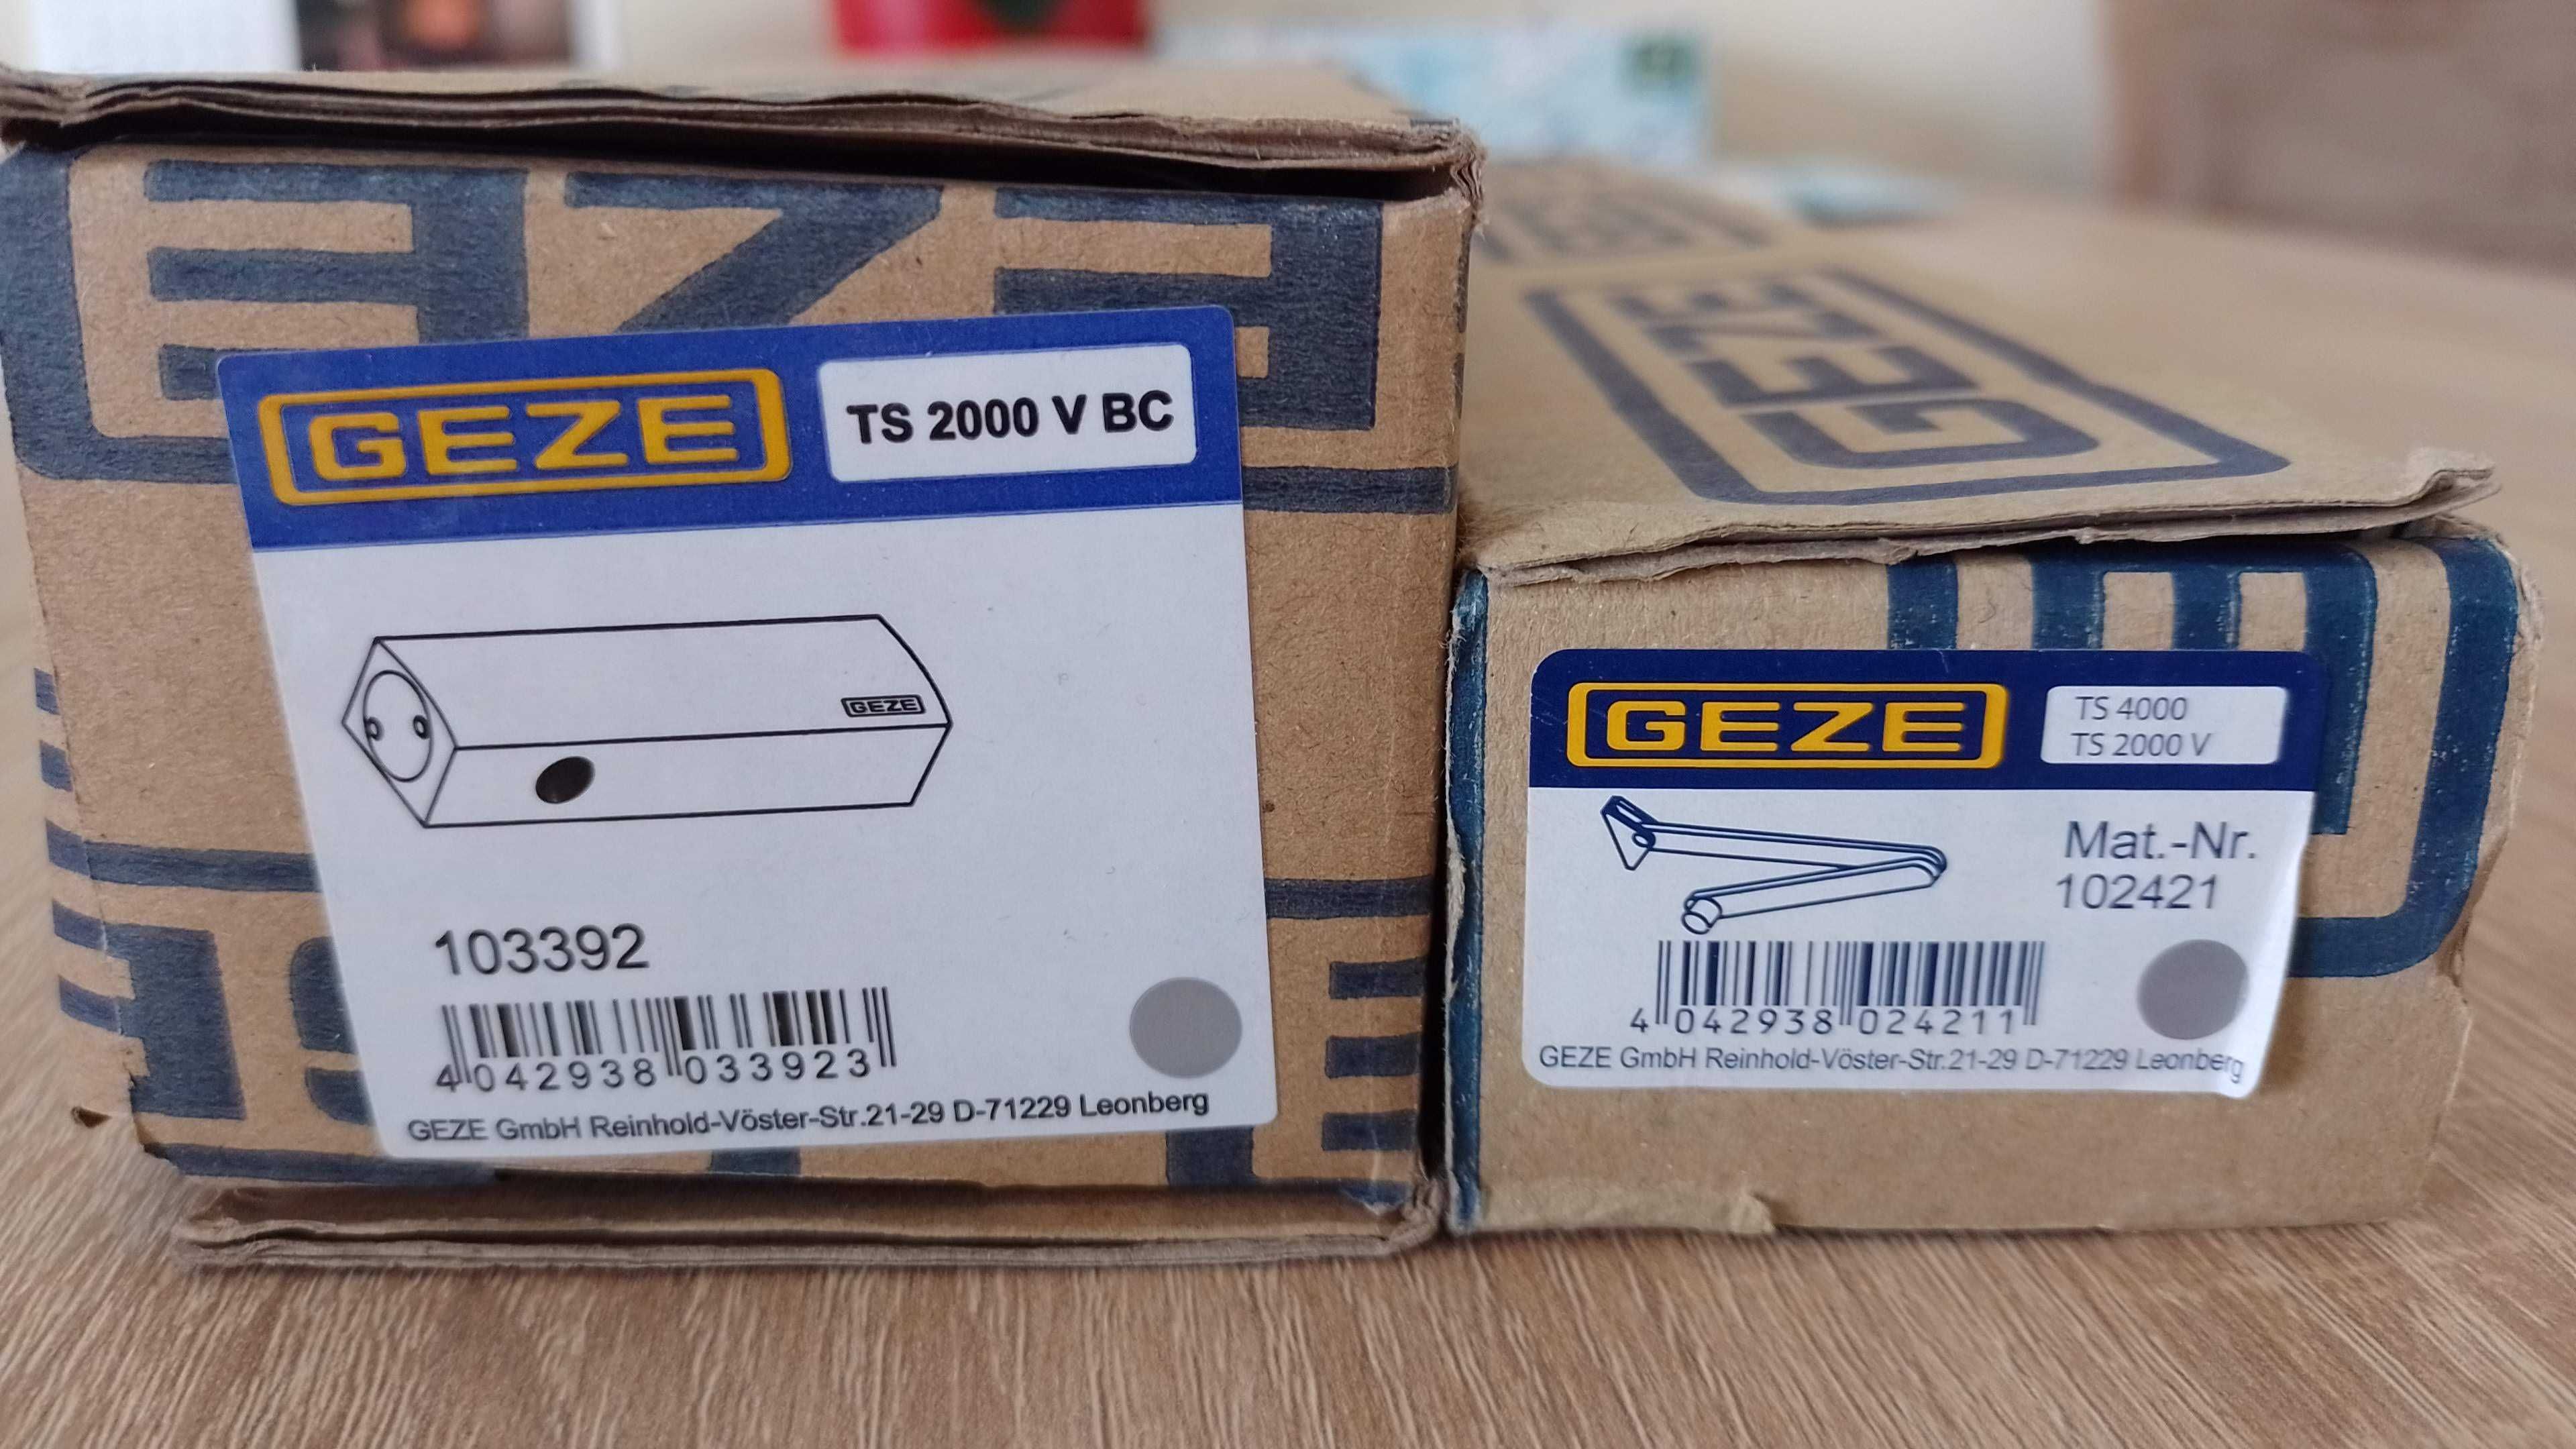 GEZE
TS 2000 V BC
GEZE
103392
4 042938 033923
GEZE GmbH Reinhold-Vöster-Str.21-29 D-71229 Leonberg
GEZE
GEZE
TS 4000
TS 2000 V
Mat.-Nr.
102421
4 042938 024211
GEZE GmbH Reinhold-Vöster-Str.21-29 D-71229 Leonberg